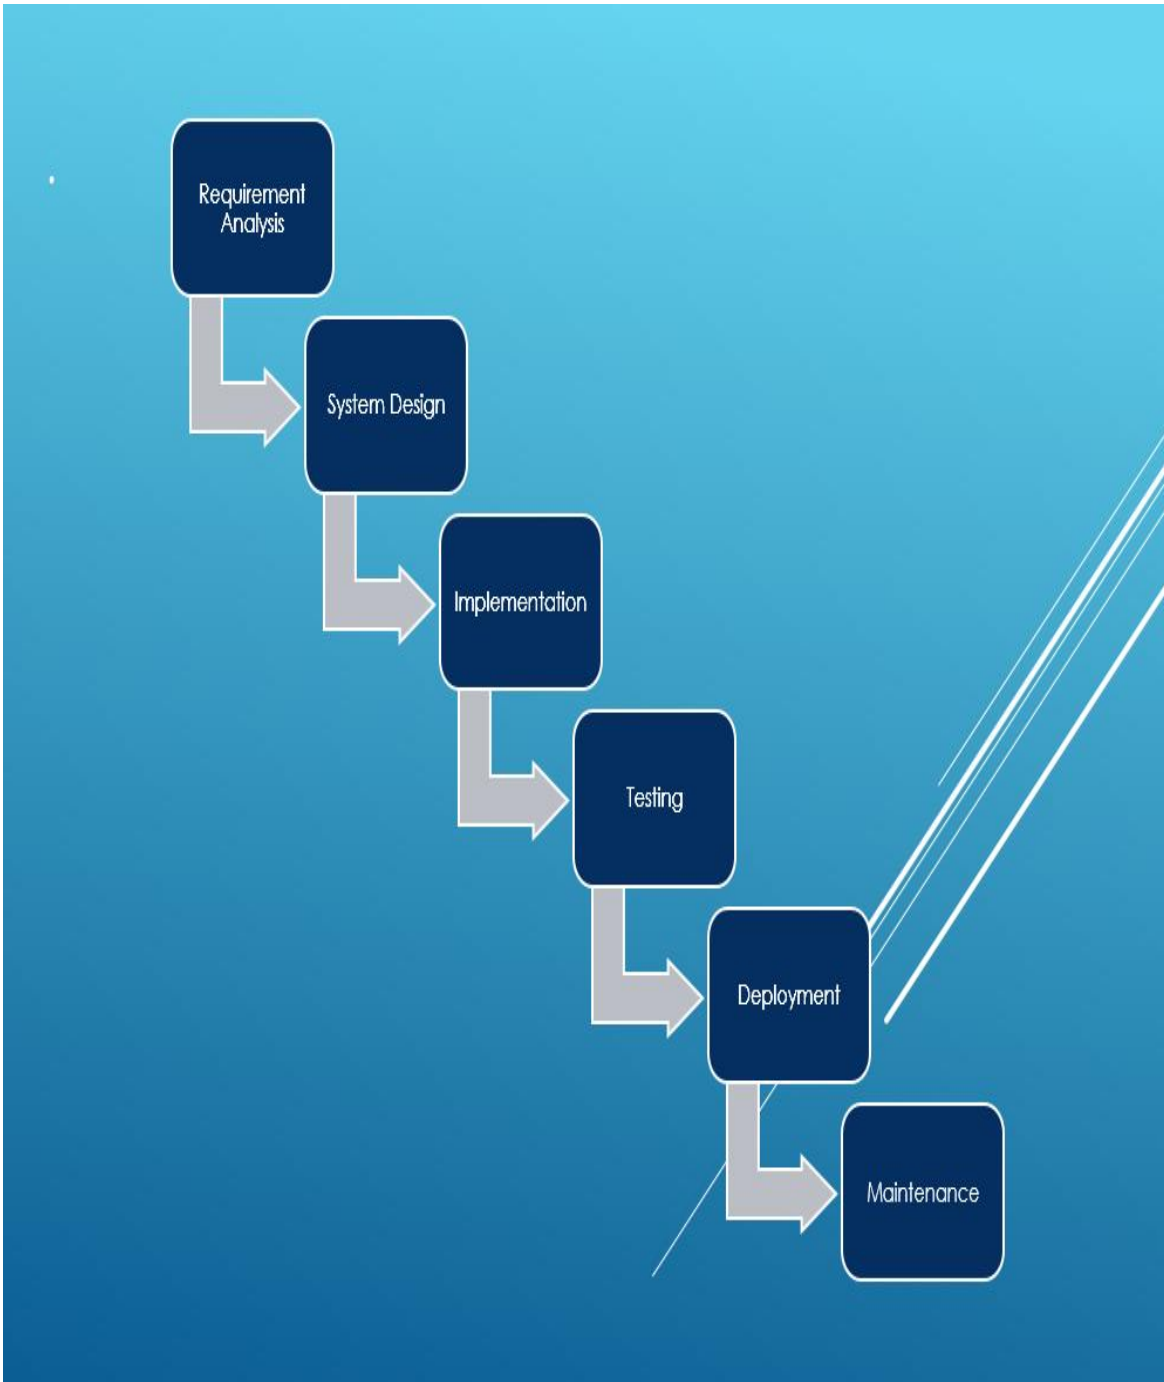 Requirement
Analysis
System Design
Implementation
Testing
Deployment
Maintenance